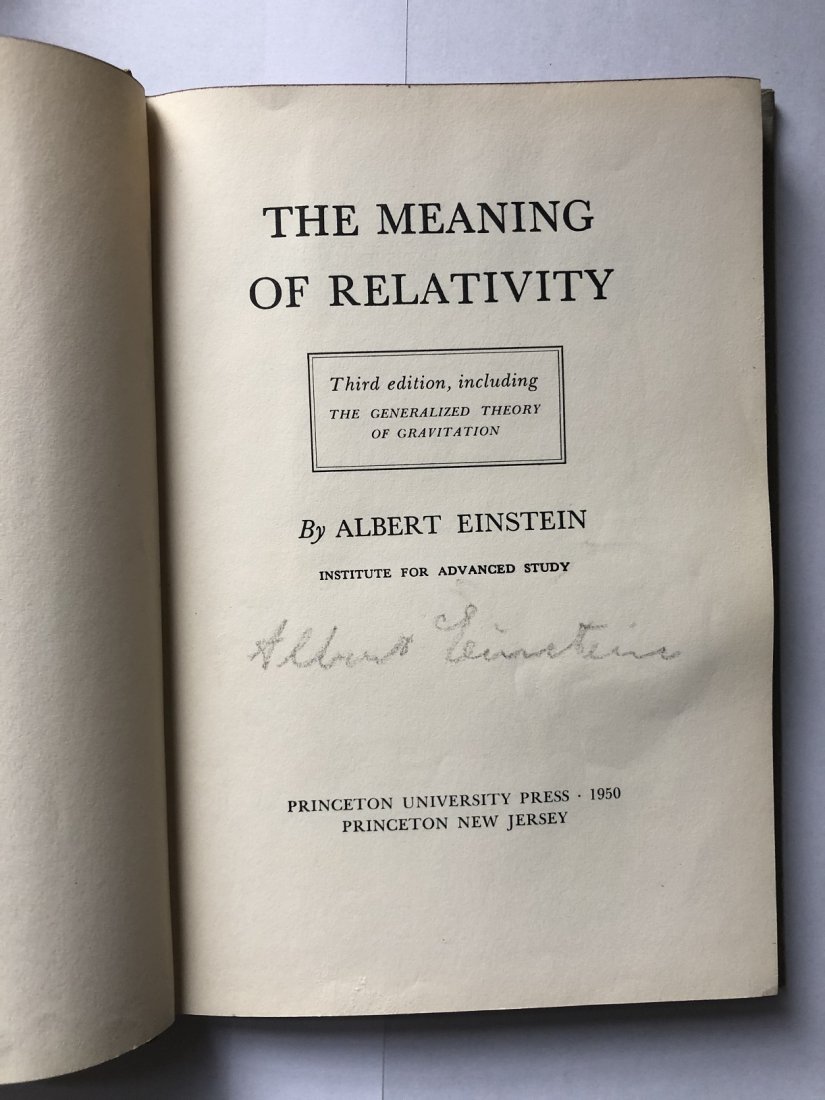 THE MEANING
OF RELATIVITY
Third edition, including
THE GENERALIZED THEORY
OF GRAVITATION
By ALBERT EINSTEIN
INSTITUTE FOR ADVANCED STUDY
Albert Einstein
PRINCETON UNIVERSITY PRESS · 1950
PRINCETON NEW JERSEY